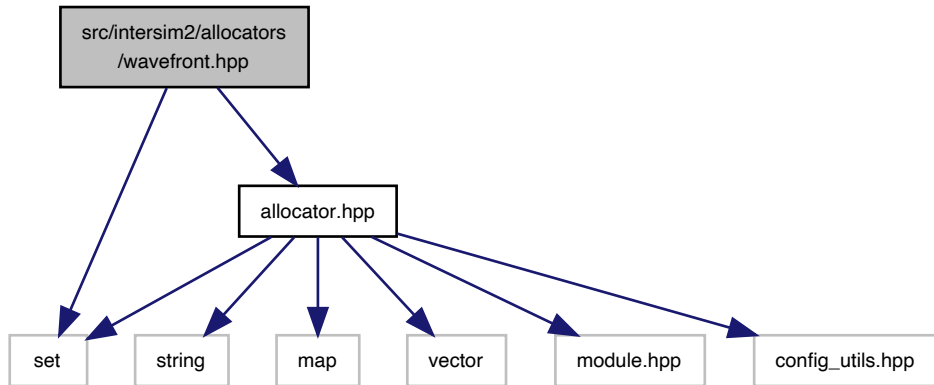 src/intersim2/allocators
/wavefront.hpp
allocator.hpp
set
string
map
vector
module.hpp
config_utils.hpp